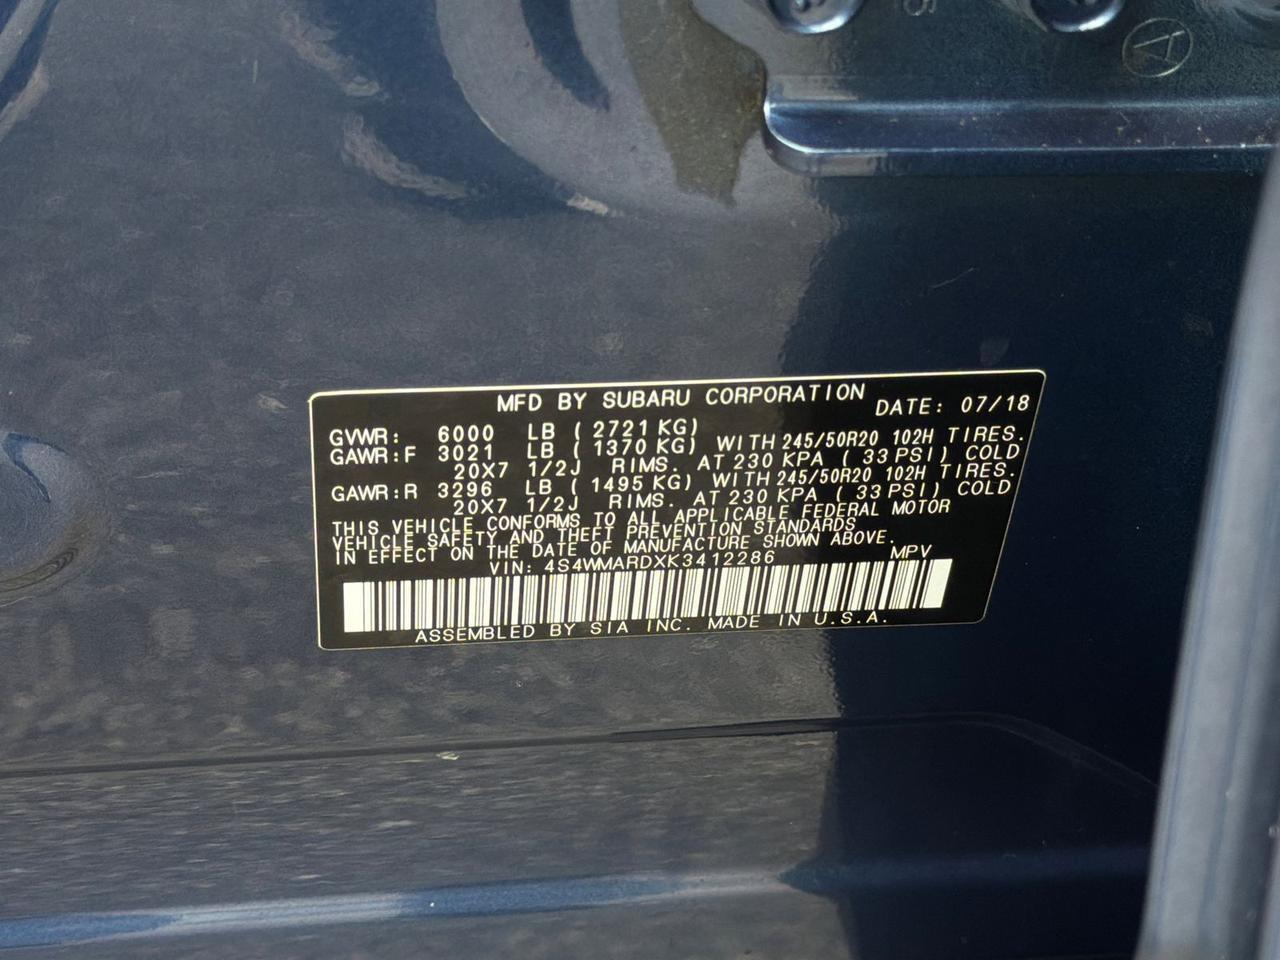 MFD BY SUBARU CORPORATION DATE: 07/18
GVWR: 6000 LB ( 2721 KG)
GAWR:F 3021 LB ( 1370 KG) WITH 245/50R20 102H TIRES.
20X7 1/2J RIMS. AT 230 KPA ( 33 PSI) COLD
GAWR:R 3296 LB ( 1495 KG) WITH 245/50R20 102H TIRES.
20X7 1/2J RIMS. AT 230 KPA ( 33 PSI) COLD
THIS VEHICLE CONFORMS TO ALL APPLICABLE FEDERAL MOTOR
VEHICLE SAFETY AND THEFT PREVENTION STANDARDS
IN EFFECT ON THE DATE OF MANUFACTURE SHOWN ABOVE.
VIN: 4S4WMARDXK3412286 MPV
ASSEMBLED BY SIA INC. MADE IN U.S.A.